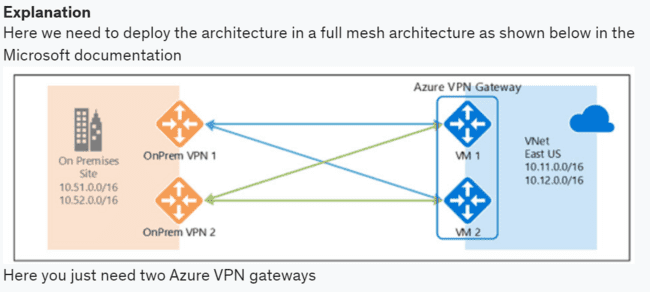 Explanation
Here we need to deploy the architecture in a full mesh architecture as shown below in the
Microsoft documentation
Azure VPN Gateway
On Premises
Site
10.51.0.0/16
10.52.0.0/16
OnPrem VPN 1
OnPrem VPN 2
VM 1
VM 2
VNet
East US
10.11.0.0/16
10.12.0.0/16
Here you just need two Azure VPN gateways